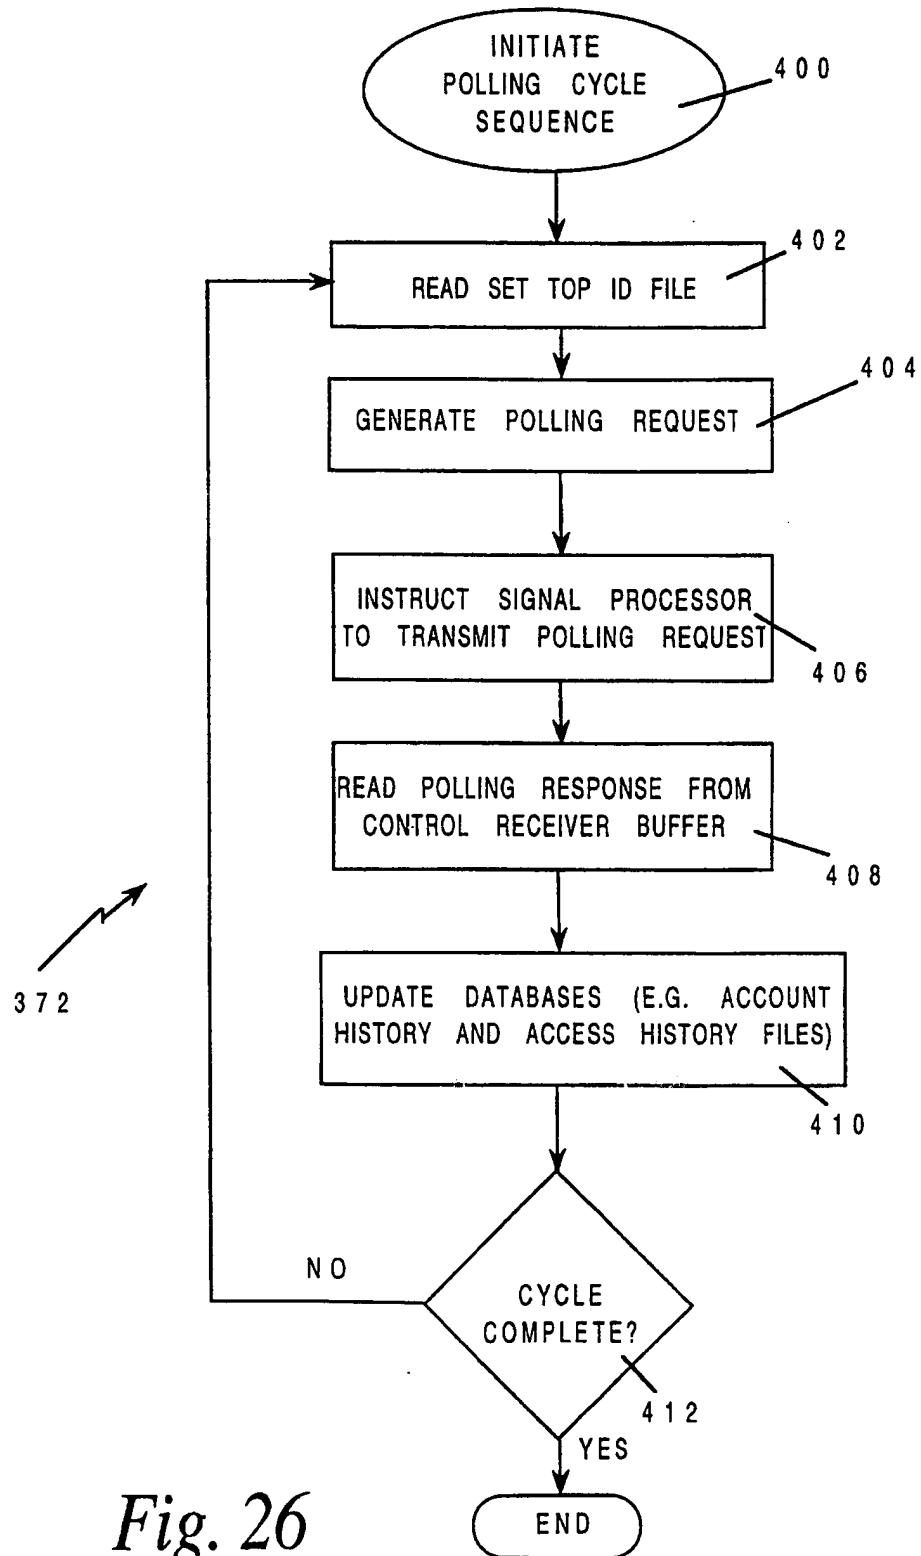 INITIATE
POLLING CYCLE
SEQUENCE
400
READ SET TOP ID FILE
402
GENERATE POLLING REQUEST
404
INSTRUCT SIGNAL PROCESSOR
TO TRANSMIT POLLING REQUEST
406
READ POLLING RESPONSE FROM
CONTROL RECEIVER BUFFER
408
372
UPDATE DATABASES (E.G. ACCOUNT
HISTORY AND ACCESS HISTORY FILES)
410
NO
CYCLE
COMPLETE?
412
YES
END
Fig. 26